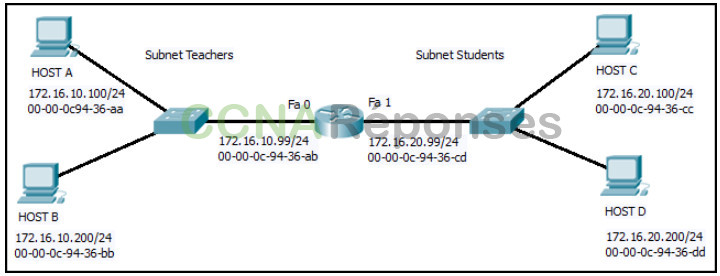 Subnet Teachers
Subnet Students
HOST A
172.16.10.100/24
00-00-0c94-36-aa
HOST C
172.16.20.100/24
00-00-0c-94-36-cc
Fa 0
Fa 1
CCNA Reponses
172.16.10.99/24
00-00-0c-94-36-ab
172.16.20.99/24
00-00-0c-94-36-cd
HOST B
172.16.10.200/24
00-00-0c-94-36-bb
HOST D
172.16.20.200/24
00-00-0c-94-36-dd